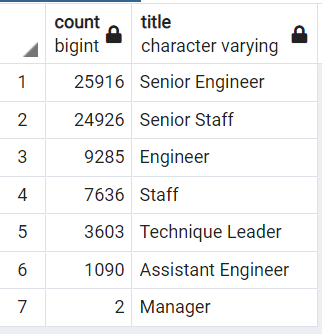 count title
bigint character varying
1 25916 Senior Engineer
2 24926 Senior Staff
3 9285 Engineer
4 7636 Staff
5 3603 Technique Leader
6 1090 Assistant Engineer
7 2 Manager